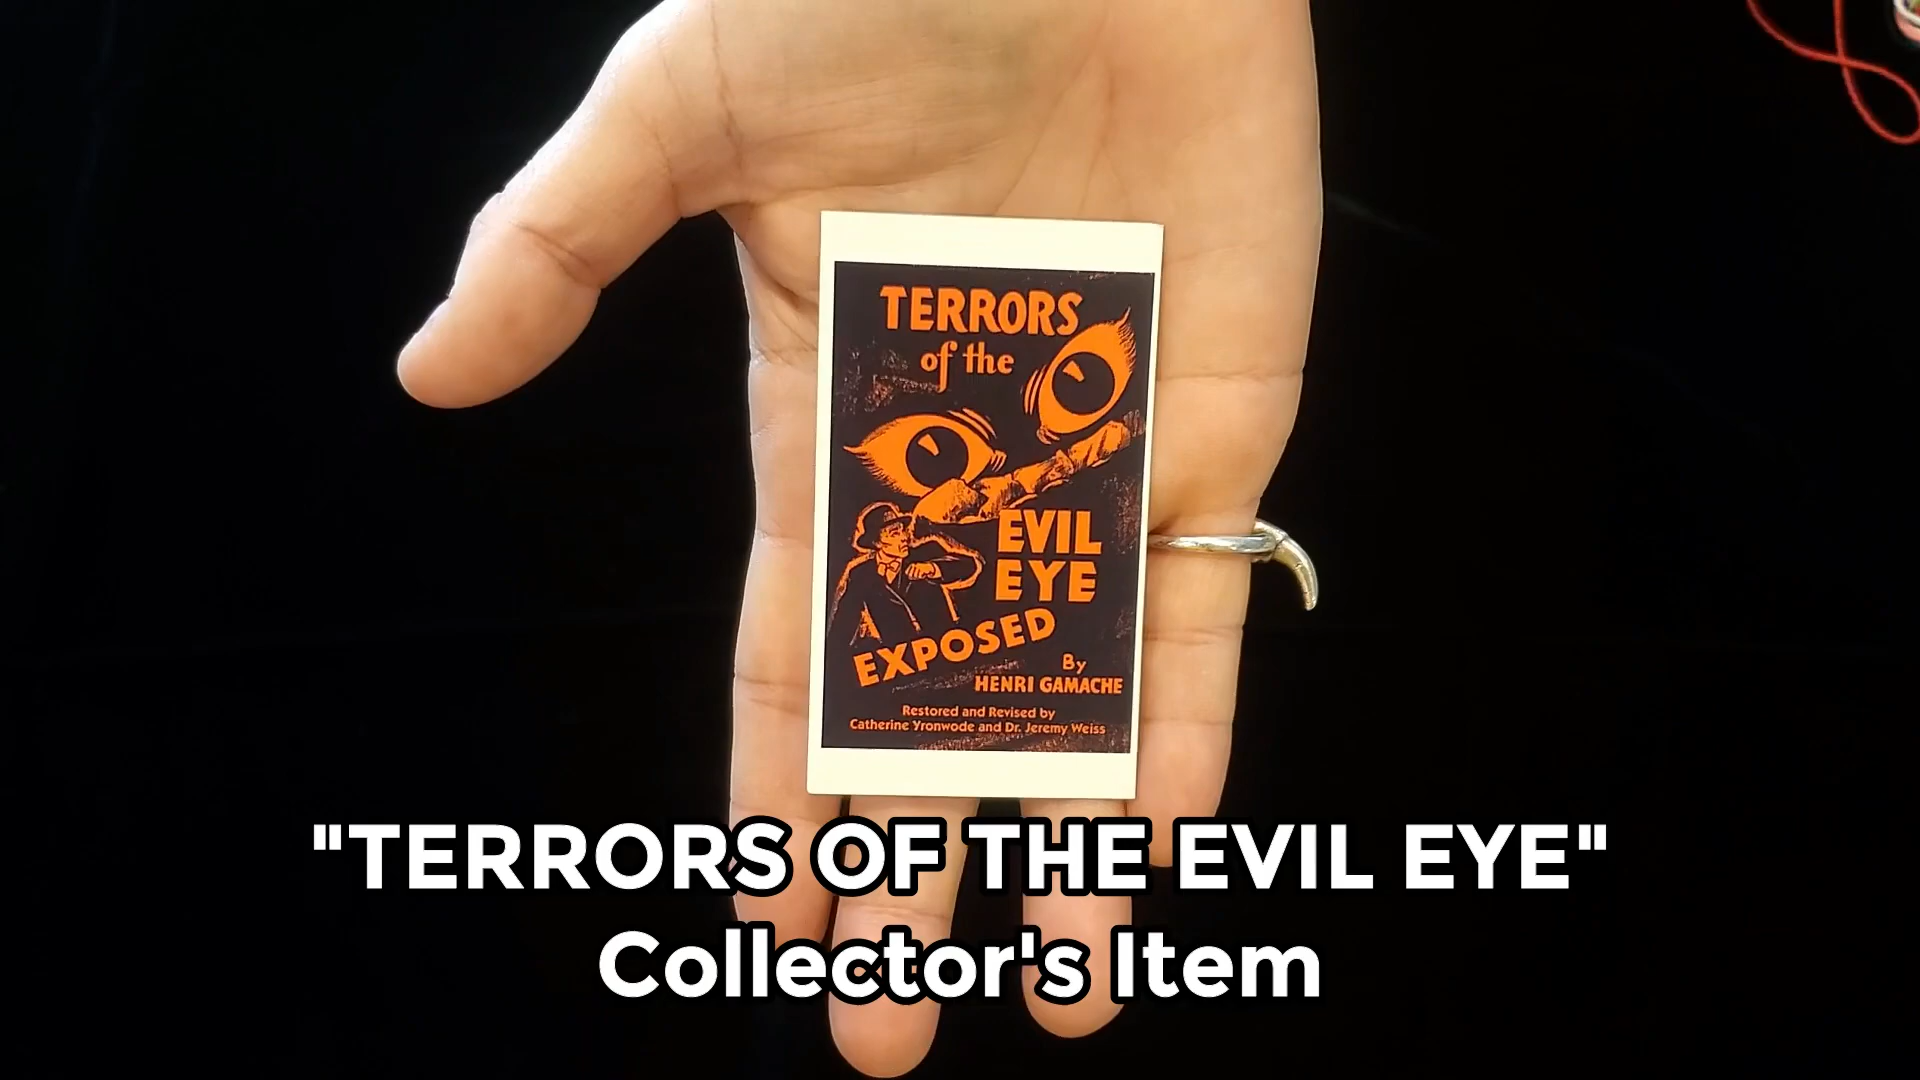 TERRORS
of the
EVIL
EYE
EXPOSED
By
HENRI GAMACHE
Restored and Revised by
Catherine Yronwode and Dr. Jeremy Weiss
"TERRORS OF THE EVIL EYE"
Collector's Item